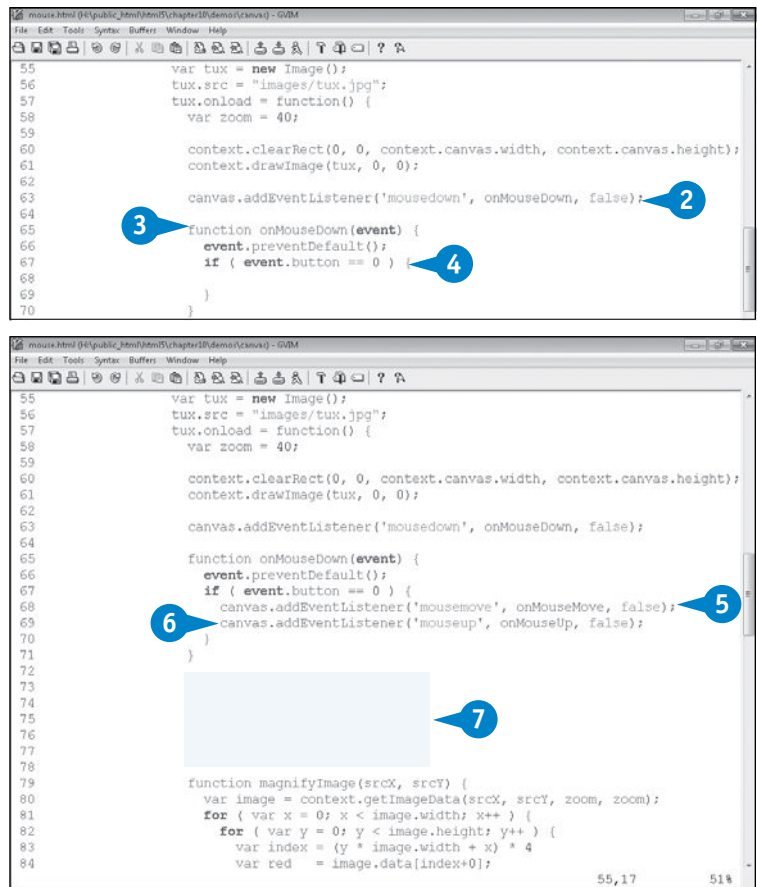 mouse.html (H:\public_html\html5\chapter18\demos\canvas) - GVIM
File Edit Tools Syntax Buffers Window Help
55 var tux = new Image();
56 tux.src = "images/tux.jpg";
57 tux.onload = function() {
58 var zoom = 40;
59
60 context.clearRect(0, 0, context.canvas.width, context.canvas.height);
61 context.drawImage(tux, 0, 0);
62
63 canvas.addEventListener('mousedown', onMouseDown, false); 2
64
65 3 function onMouseDown(event) {
66 event.preventDefault();
67 if ( event.button == 0 ) { 4
68
69 }
70 }
mouse.html (H:\public_html\html5\chapter18\demos\canvas) - GVIM
File Edit Tools Syntax Buffers Window Help
55 var tux = new Image();
56 tux.src = "images/tux.jpg";
57 tux.onload = function() {
58 var zoom = 40;
59
60 context.clearRect(0, 0, context.canvas.width, context.canvas.height);
61 context.drawImage(tux, 0, 0);
62
63 canvas.addEventListener('mousedown', onMouseDown, false);
64
65 function onMouseDown(event) {
66 event.preventDefault();
67 if ( event.button == 0 ) {
68 canvas.addEventListener('mousemove', onMouseMove, false); 5
69 6 canvas.addEventListener('mouseup', onMouseUp, false);
70 }
71 }
72
73
74
75 7
76
77
78
79 function magnifyImage(srcX, srcY) {
80 var image = context.getImageData(srcX, srcY, zoom, zoom);
81 for ( var x = 0; x < image.width; x++ ) {
82 for ( var y = 0; y < image.height; y++ ) {
83 var index = (y * image.width + x) * 4
84 var red = image.data[index+0];
55,17 51%